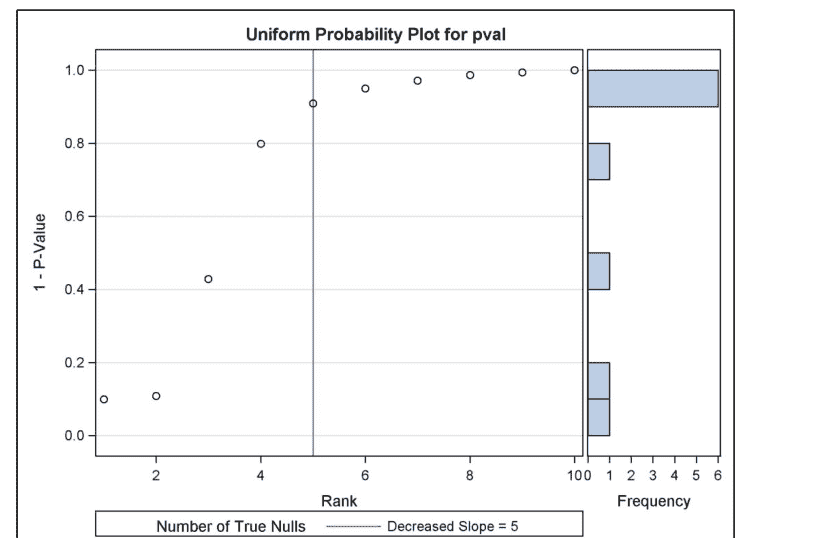 Uniform Probability Plot for pval
1 - P-Value
1.0
0.8
0.6
0.4
0.2
0.0
2 4 6 8 10
0 1 2 3 4 5 6
Rank
Frequency
Number of True Nulls Decreased Slope = 5